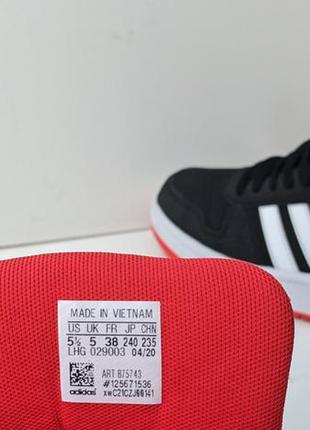 MADE IN VIETNAM
US UK FR JP CHN
5½ 5 38 240 235
LHG 029003 04/20
ART B75743
#125671536
adidas xwC21CZJ00141